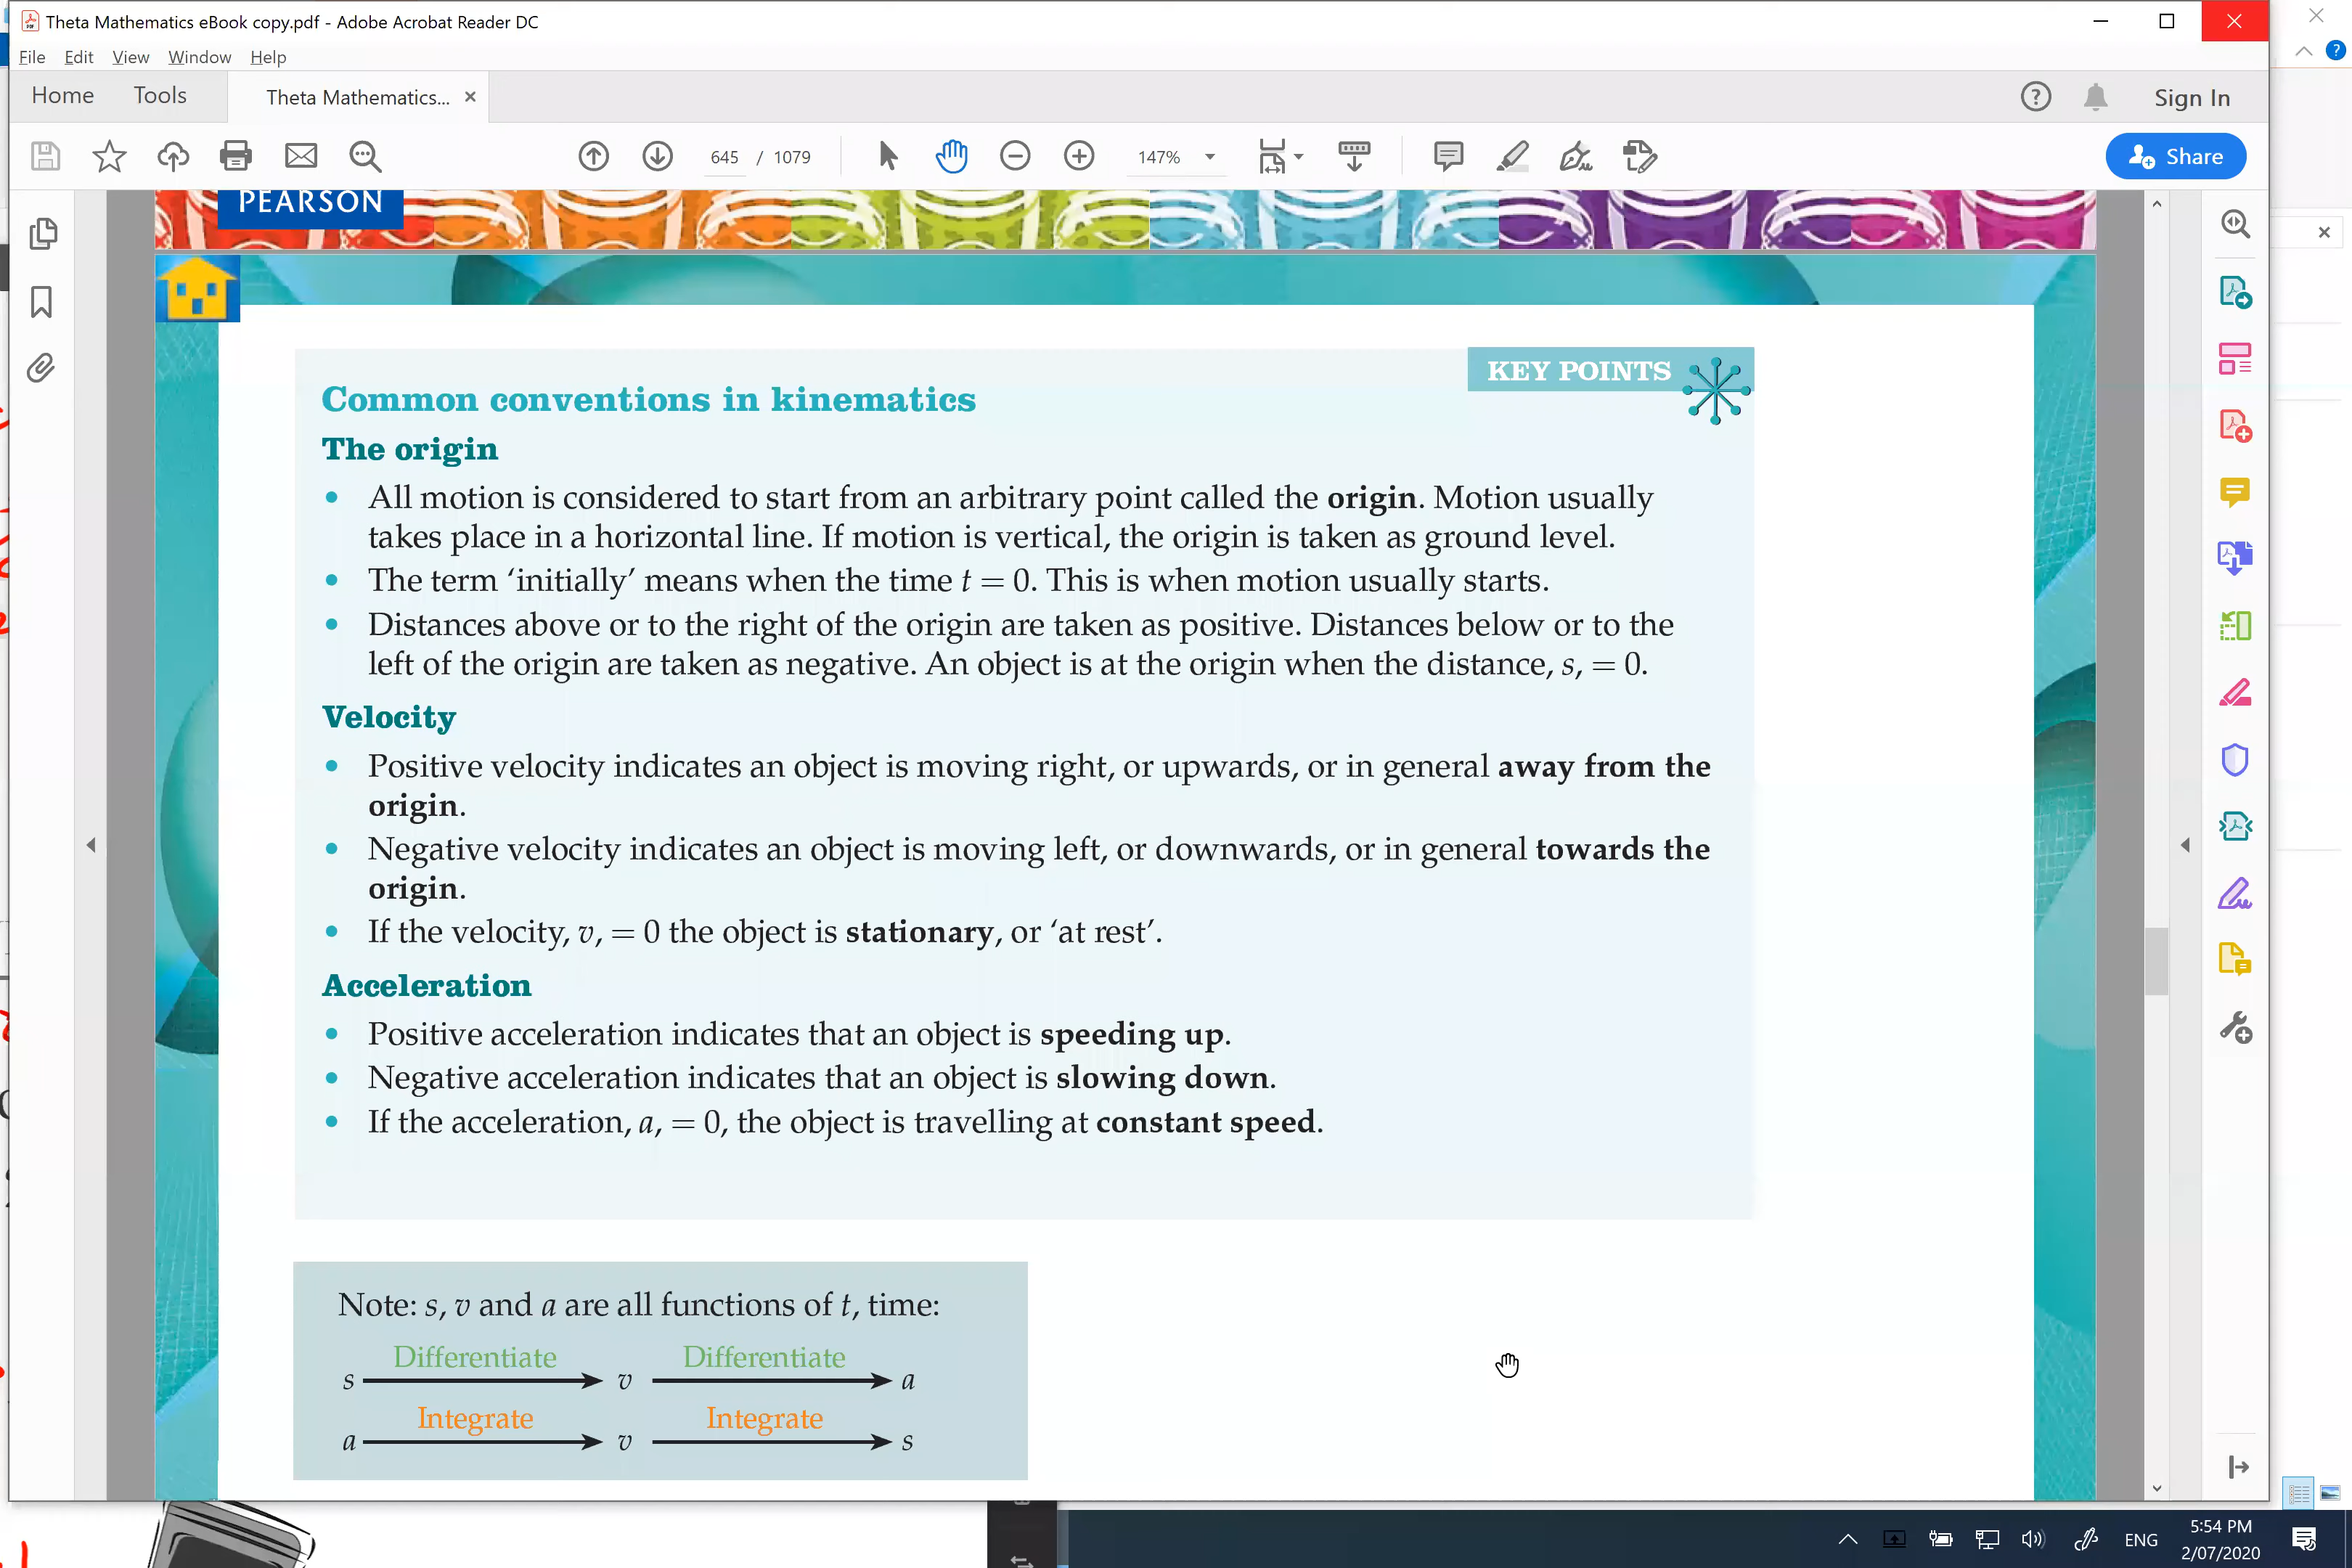 Theta Mathematics eBook copy.pdf - Adobe Acrobat Reader DC
File Edit View Window Help
Home Tools Theta Mathematics... Sign In
645 / 1079 147% Share
PEARSON
KEY POINTS
Common conventions in kinematics
The origin
• All motion is considered to start from an arbitrary point called the origin. Motion usually
takes place in a horizontal line. If motion is vertical, the origin is taken as ground level.
• The term ‘initially’ means when the time t = 0. This is when motion usually starts.
• Distances above or to the right of the origin are taken as positive. Distances below or to the
left of the origin are taken as negative. An object is at the origin when the distance, s, = 0.
Velocity
• Positive velocity indicates an object is moving right, or upwards, or in general away from the
origin.
• Negative velocity indicates an object is moving left, or downwards, or in general towards the
origin.
• If the velocity, v, = 0 the object is stationary, or ‘at rest’.
Acceleration
• Positive acceleration indicates that an object is speeding up.
• Negative acceleration indicates that an object is slowing down.
• If the acceleration, a, = 0, the object is travelling at constant speed.
Note: s, v and a are all functions of t, time:
Differentiate Differentiate
s v a
Integrate Integrate
a v s
ENG
5:54 PM
2/07/2020